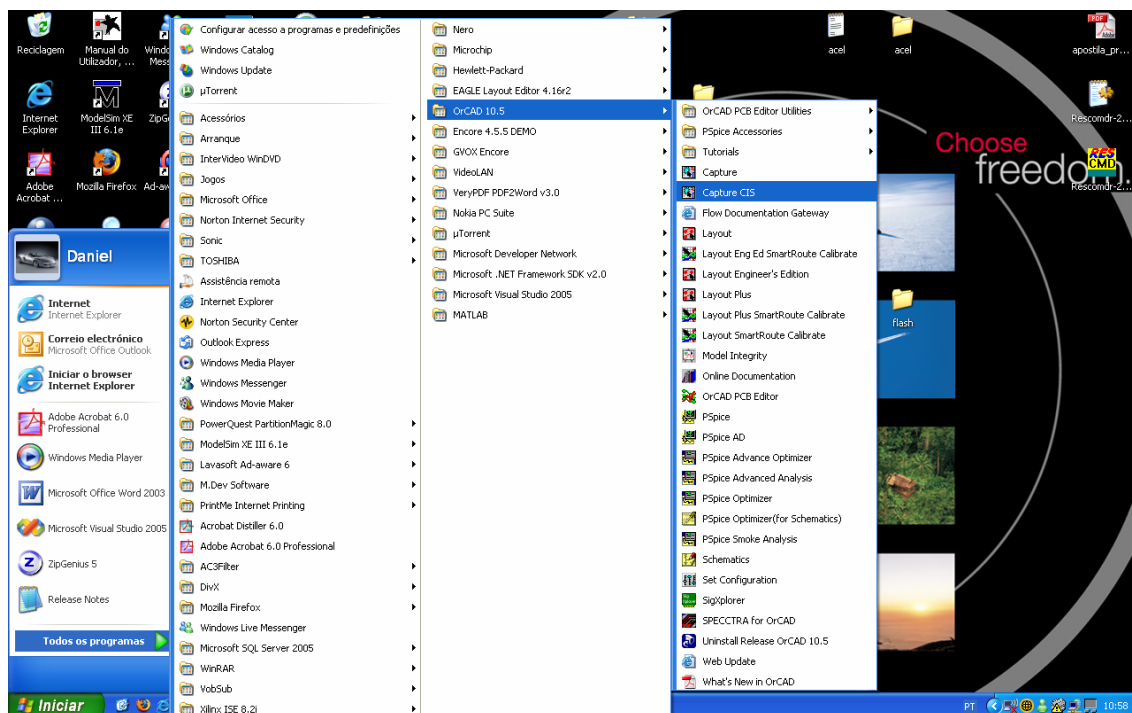 Reciclagem
Manual do
Utilizador, ...
Internet
Explorer
ModelSim XE
III 6.1e
Adobe
Acrobat ...
Mozilla Firefox
Ad-aw
acel
acel
apostila_pr...
Rescomdr-2...
RES
CMD
Rescomdr-2...
flash
Choose
freedom.
Daniel
Internet
Internet Explorer
Correio electrónico
Microsoft Office Outlook
Iniciar o browser
Internet Explorer
Adobe Acrobat 6.0
Professional
Windows Media Player
Microsoft Office Word 2003
Microsoft Visual Studio 2005
ZipGenius 5
Release Notes
Todos os programas
Configurar acesso a programas e predefinições
Windows Catalog
Windows Update
µTorrent
Acessórios
Arranque
InterVideo WinDVD
Jogos
Microsoft Office
Norton Internet Security
Sonic
TOSHIBA
Assistência remota
Internet Explorer
Norton Security Center
Outlook Express
Windows Media Player
Windows Messenger
Windows Movie Maker
PowerQuest PartitionMagic 8.0
ModelSim XE III 6.1e
Lavasoft Ad-aware 6
M.Dev Software
PrintMe Internet Printing
Acrobat Distiller 6.0
Adobe Acrobat 6.0 Professional
AC3Filter
DivX
Mozilla Firefox
Windows Live Messenger
Microsoft SQL Server 2005
WinRAR
VobSub
Xilinx ISE 8.2i
Nero
Microchip
Hewlett-Packard
EAGLE Layout Editor 4.16r2
OrCAD 10.5
Encore 4.5.5 DEMO
GVOX Encore
VideoLAN
VeryPDF PDF2Word v3.0
Nokia PC Suite
µTorrent
Microsoft Developer Network
Microsoft .NET Framework SDK v2.0
Microsoft Visual Studio 2005
MATLAB
OrCAD PCB Editor Utilities
PSpice Accessories
Tutorials
Capture
Capture CIS
Flow Documentation Gateway
Layout
Layout Eng Ed SmartRoute Calibrate
Layout Engineer's Edition
Layout Plus
Layout Plus SmartRoute Calibrate
Layout SmartRoute Calibrate
Model Integrity
Online Documentation
OrCAD PCB Editor
PSpice
PSpice AD
PSpice Advance Optimizer
PSpice Advanced Analysis
PSpice Optimizer
PSpice Optimizer(for Schematics)
PSpice Smoke Analysis
Schematics
Set Configuration
SigXplorer
SPECCTRA for OrCAD
Uninstall Release OrCAD 10.5
Web Update
What's New in OrCAD
Iniciar
PT
10:58